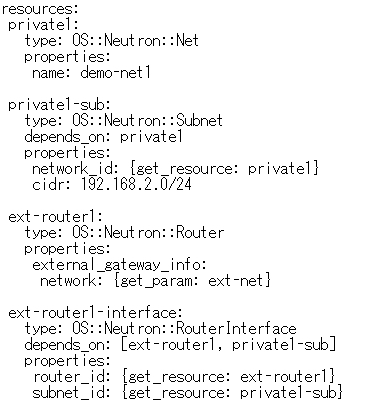 resources:
private1:
type: OS::Neutron::Net
properties:
name: demo-net1
private1-sub:
type: OS::Neutron::Subnet
depends_on: private1
properties:
network_id: {get_resource: private1}
cidr: 192.168.2.0/24
ext-router1:
type: OS::Neutron::Router
properties:
external_gateway_info:
network: {get_param: ext-net}
ext-router1-interface:
type: OS::Neutron::RouterInterface
depends_on: [ext-router1, private1-sub]
properties:
router_id: {get_resource: ext-router1}
subnet_id: {get_resource: private1-sub}